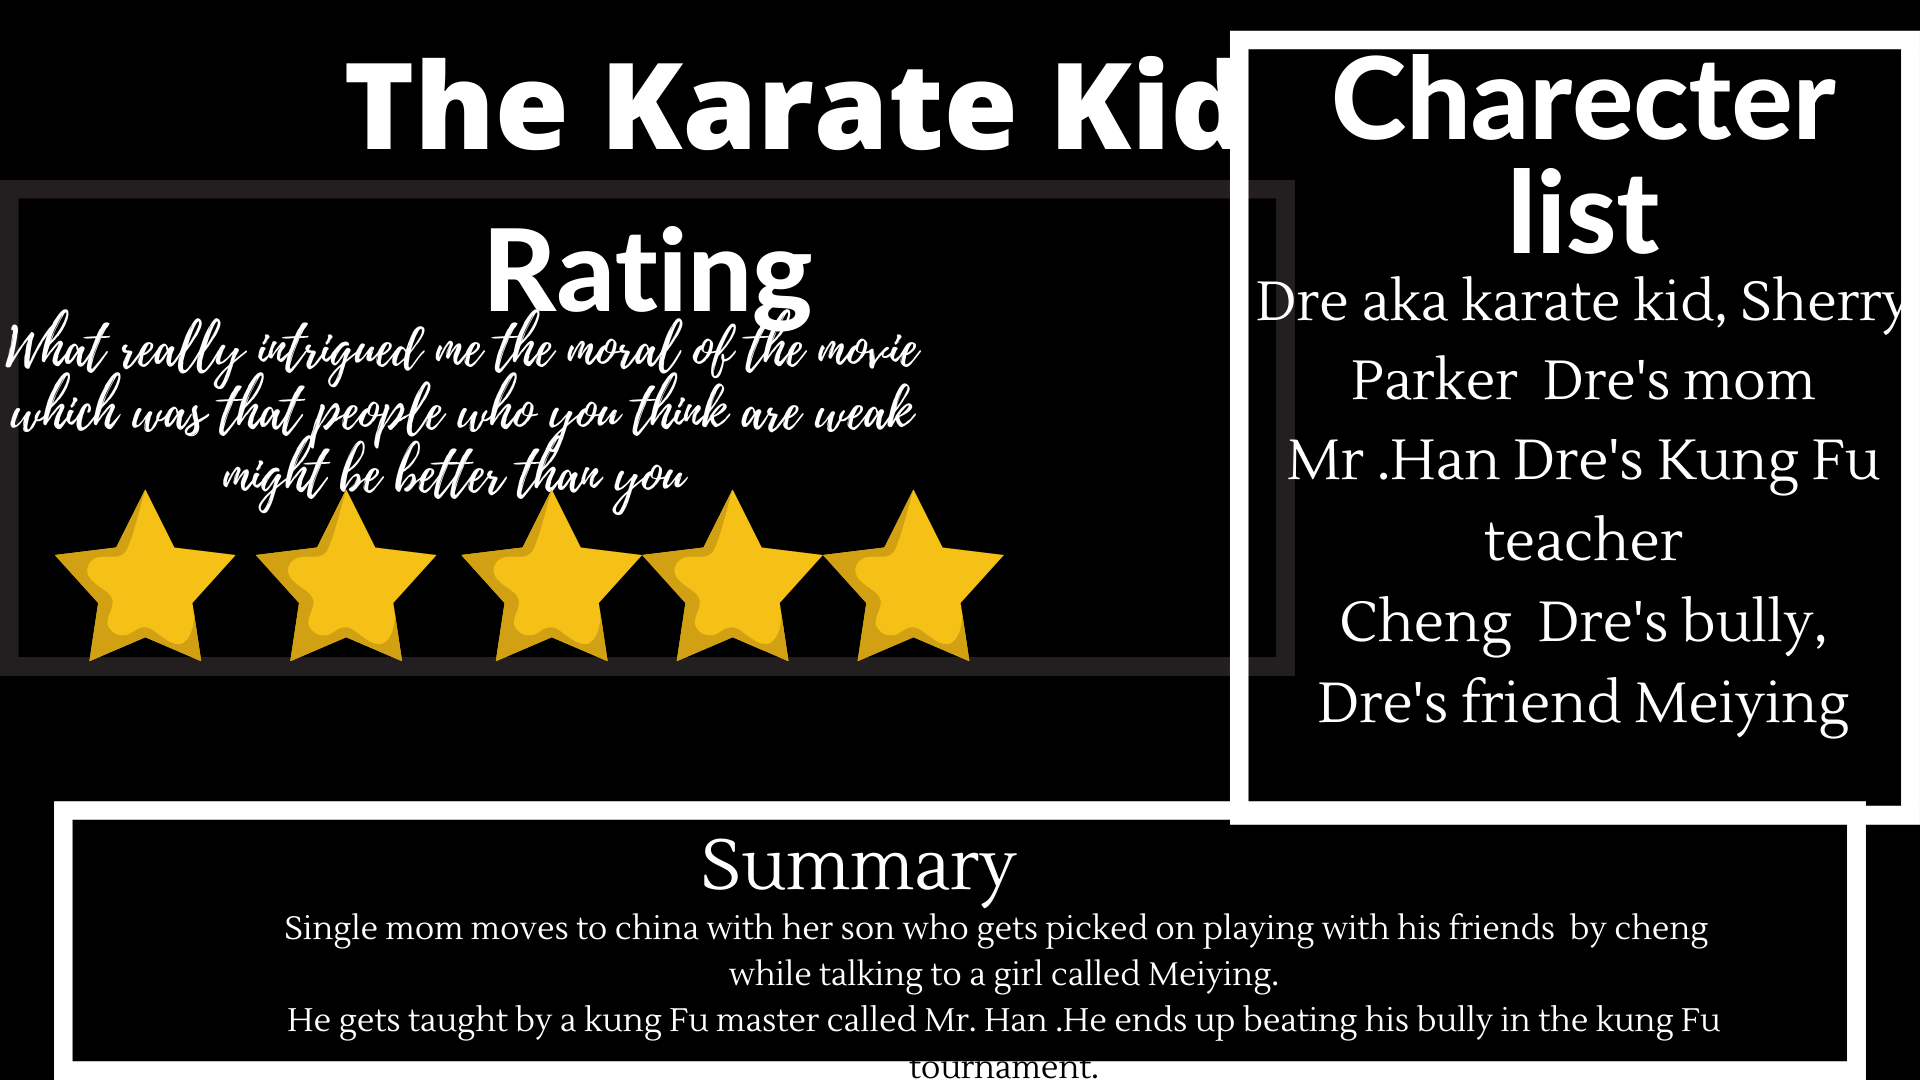 The Karate Kid
Rating
What really intrigued me the moral of the movie
which was that people who you think are weak
might be better than you
Charecter
list
Dre aka karate kid, Sherry
Parker  Dre's mom
Mr .Han Dre's Kung Fu
teacher
Cheng  Dre's bully,
Dre's friend Meiying
Summary
Single mom moves to china with her son who gets picked on playing with his friends  by cheng
while talking to a girl called Meiying.
He gets taught by a kung Fu master called Mr. Han .He ends up beating his bully in the kung Fu
tournament.